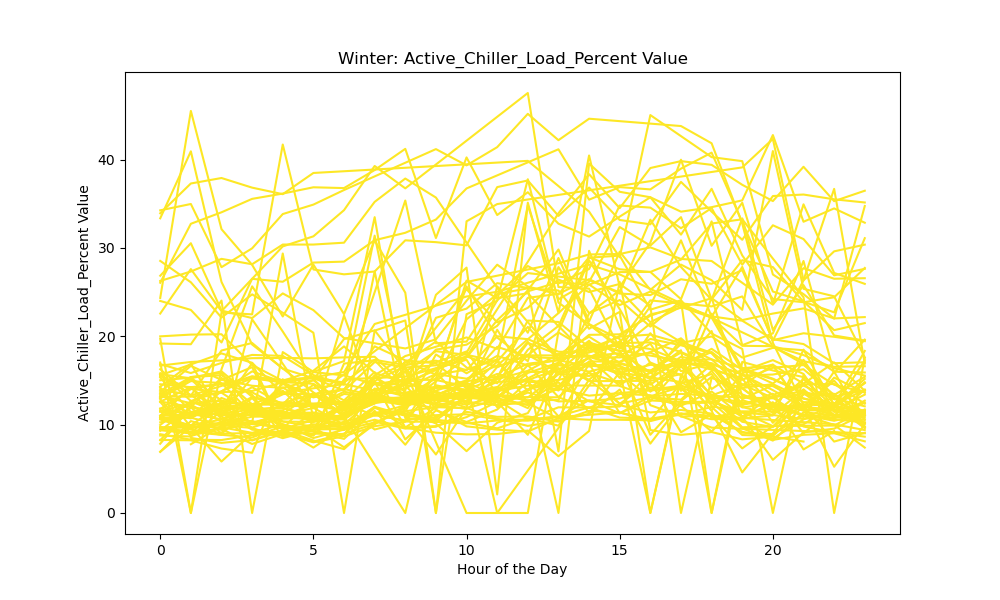 Winter: Active_Chiller_Load_Percent Value
Active_Chiller_Load_Percent Value
40
30
20
10
0
0 5 10 15 20
Hour of the Day